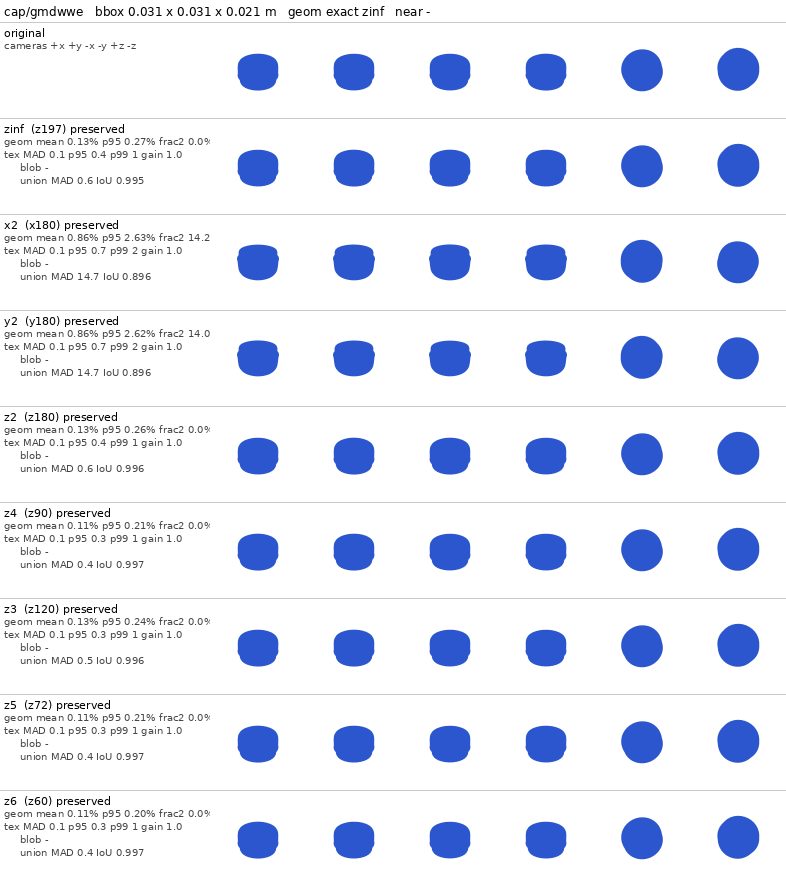 cap/gmdwwe bbox 0.031 x 0.031 x 0.021 m geom exact zinf near -
original
cameras +x +y -x -y +z -z
zinf (z197) preserved
geom mean 0.13% p95 0.27% frac2 0.0%
tex MAD 0.1 p95 0.4 p99 1 gain 1.0
blob -
union MAD 0.6 IoU 0.995
x2 (x180) preserved
geom mean 0.86% p95 2.63% frac2 14.2
tex MAD 0.1 p95 0.7 p99 2 gain 1.0
blob -
union MAD 14.7 IoU 0.896
y2 (y180) preserved
geom mean 0.86% p95 2.62% frac2 14.0
tex MAD 0.1 p95 0.7 p99 2 gain 1.0
blob -
union MAD 14.7 IoU 0.896
z2 (z180) preserved
geom mean 0.13% p95 0.26% frac2 0.0%
tex MAD 0.1 p95 0.4 p99 1 gain 1.0
blob -
union MAD 0.6 IoU 0.996
z4 (z90) preserved
geom mean 0.11% p95 0.21% frac2 0.0%
tex MAD 0.1 p95 0.3 p99 1 gain 1.0
blob -
union MAD 0.4 IoU 0.997
z3 (z120) preserved
geom mean 0.13% p95 0.24% frac2 0.0%
tex MAD 0.1 p95 0.3 p99 1 gain 1.0
blob -
union MAD 0.5 IoU 0.996
z5 (z72) preserved
geom mean 0.11% p95 0.21% frac2 0.0%
tex MAD 0.1 p95 0.3 p99 1 gain 1.0
blob -
union MAD 0.4 IoU 0.997
z6 (z60) preserved
geom mean 0.11% p95 0.20% frac2 0.0%
tex MAD 0.1 p95 0.3 p99 1 gain 1.0
blob -
union MAD 0.4 IoU 0.997